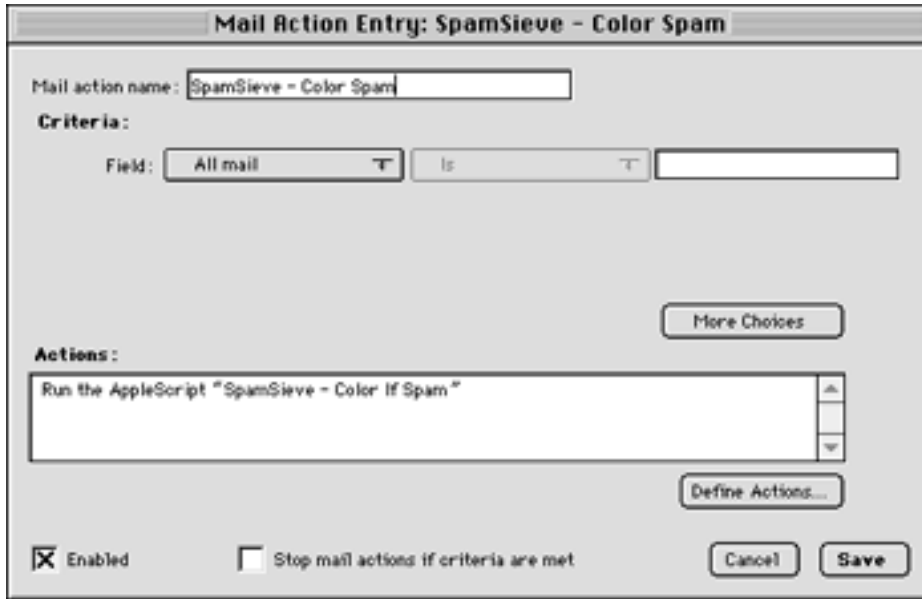 Mail Action Entry: SpamSieve - Color Spam
Mail action name: SpamSieve - Color Spam
Criteria:
Field: All mail Is
More Choices
Actions:
Run the AppleScript "SpamSieve - Color If Spam"
Define Actions...
Enabled Stop mail actions if criteria are met Cancel Save